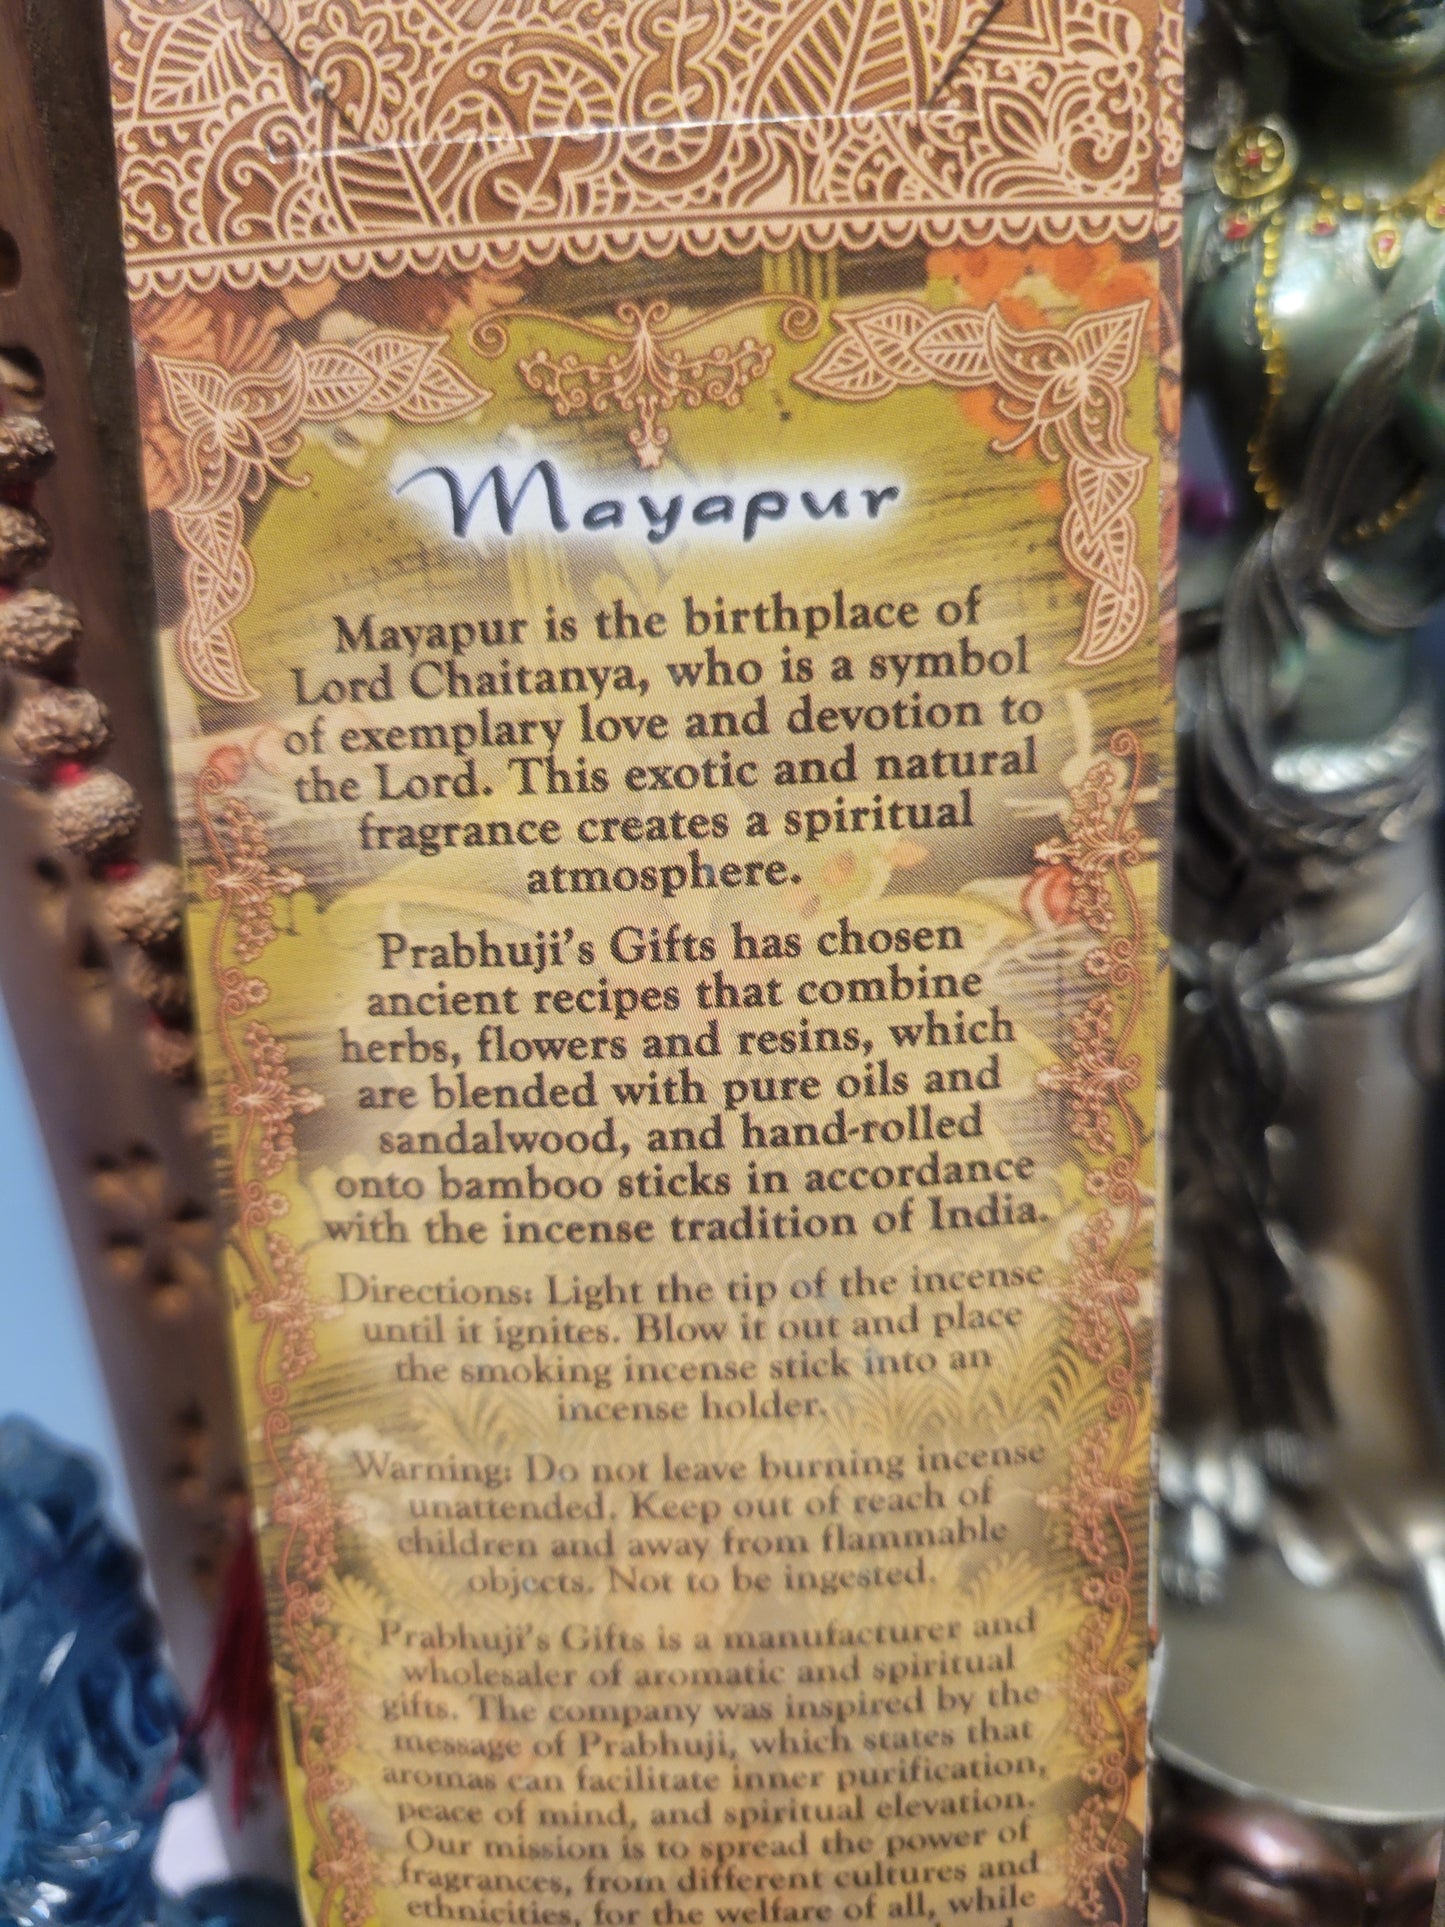 Mayapur
Mayapur is the birthplace of
Lord Chaitanya, who is a symbol
of exemplary love and devotion to
the Lord. This exotic and natural
fragrance creates a spiritual
atmosphere.
Prabhuji's Gifts has chosen
ancient recipes that combine
herbs, flowers and resins, which
are blended with pure oils and
sandalwood, and hand-rolled
onto bamboo sticks in accordance
with the incense tradition of India.
Directions: Light the tip of the incense
until it ignites. Blow it out and place
the smoking incense stick into an
incense holder.
Warning: Do not leave burning incense
unattended. Keep out of reach of
children and away from flammable
objects. Not to be ingested.
Prabhuji's Gifts is a manufacturer and
wholesaler of aromatic and spiritual
gifts. The company was inspired by the
message of Prabhuji, which states that
aromas can facilitate inner purification,
peace of mind, and spiritual elevation.
Our mission is to spread the power of
fragrances, from different cultures and
ethnicities, for the welfare of all, while